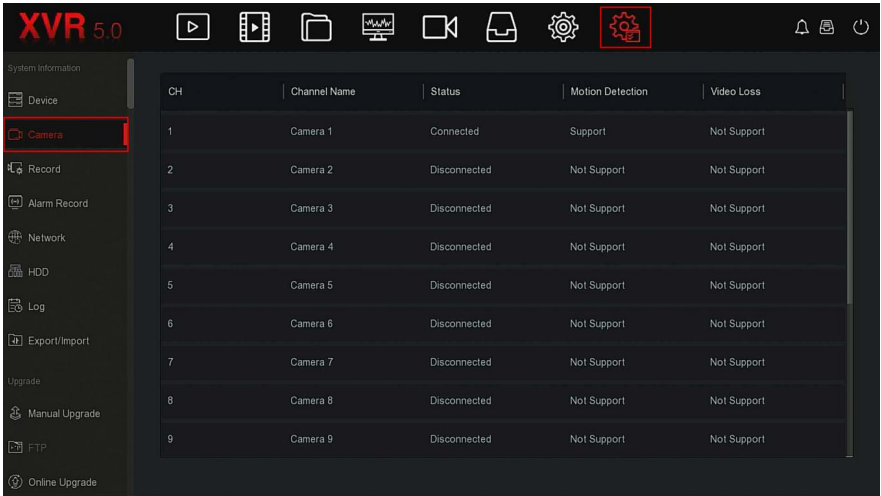 XVR 5.0
System Information
Device
Camera
Record
Alarm Record
Network
HDD
Log
Export/Import
Upgrade
Manual Upgrade
FTP
Online Upgrade
CH Channel Name Status Motion Detection Video Loss
1 Camera 1 Connected Support Not Support
2 Camera 2 Disconnected Not Support Not Support
3 Camera 3 Disconnected Not Support Not Support
4 Camera 4 Disconnected Not Support Not Support
5 Camera 5 Disconnected Not Support Not Support
6 Camera 6 Disconnected Not Support Not Support
7 Camera 7 Disconnected Not Support Not Support
8 Camera 8 Disconnected Not Support Not Support
9 Camera 9 Disconnected Not Support Not Support